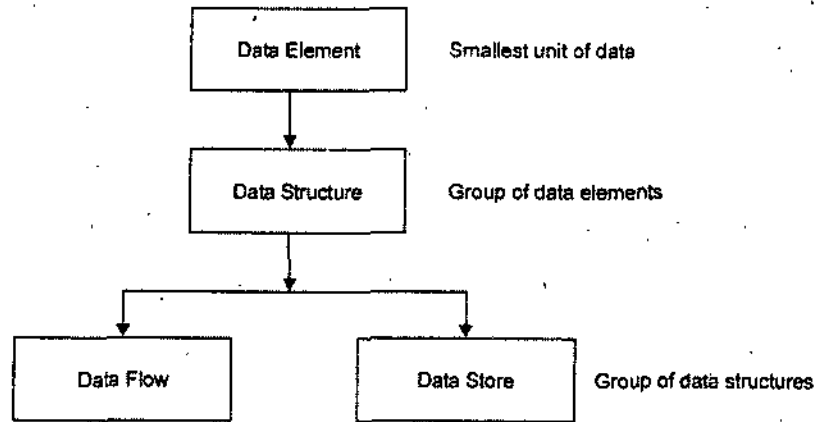 Data Element Smallest unit of data
Data Structure Group of data elements
Data Flow Data Store Group of data structures